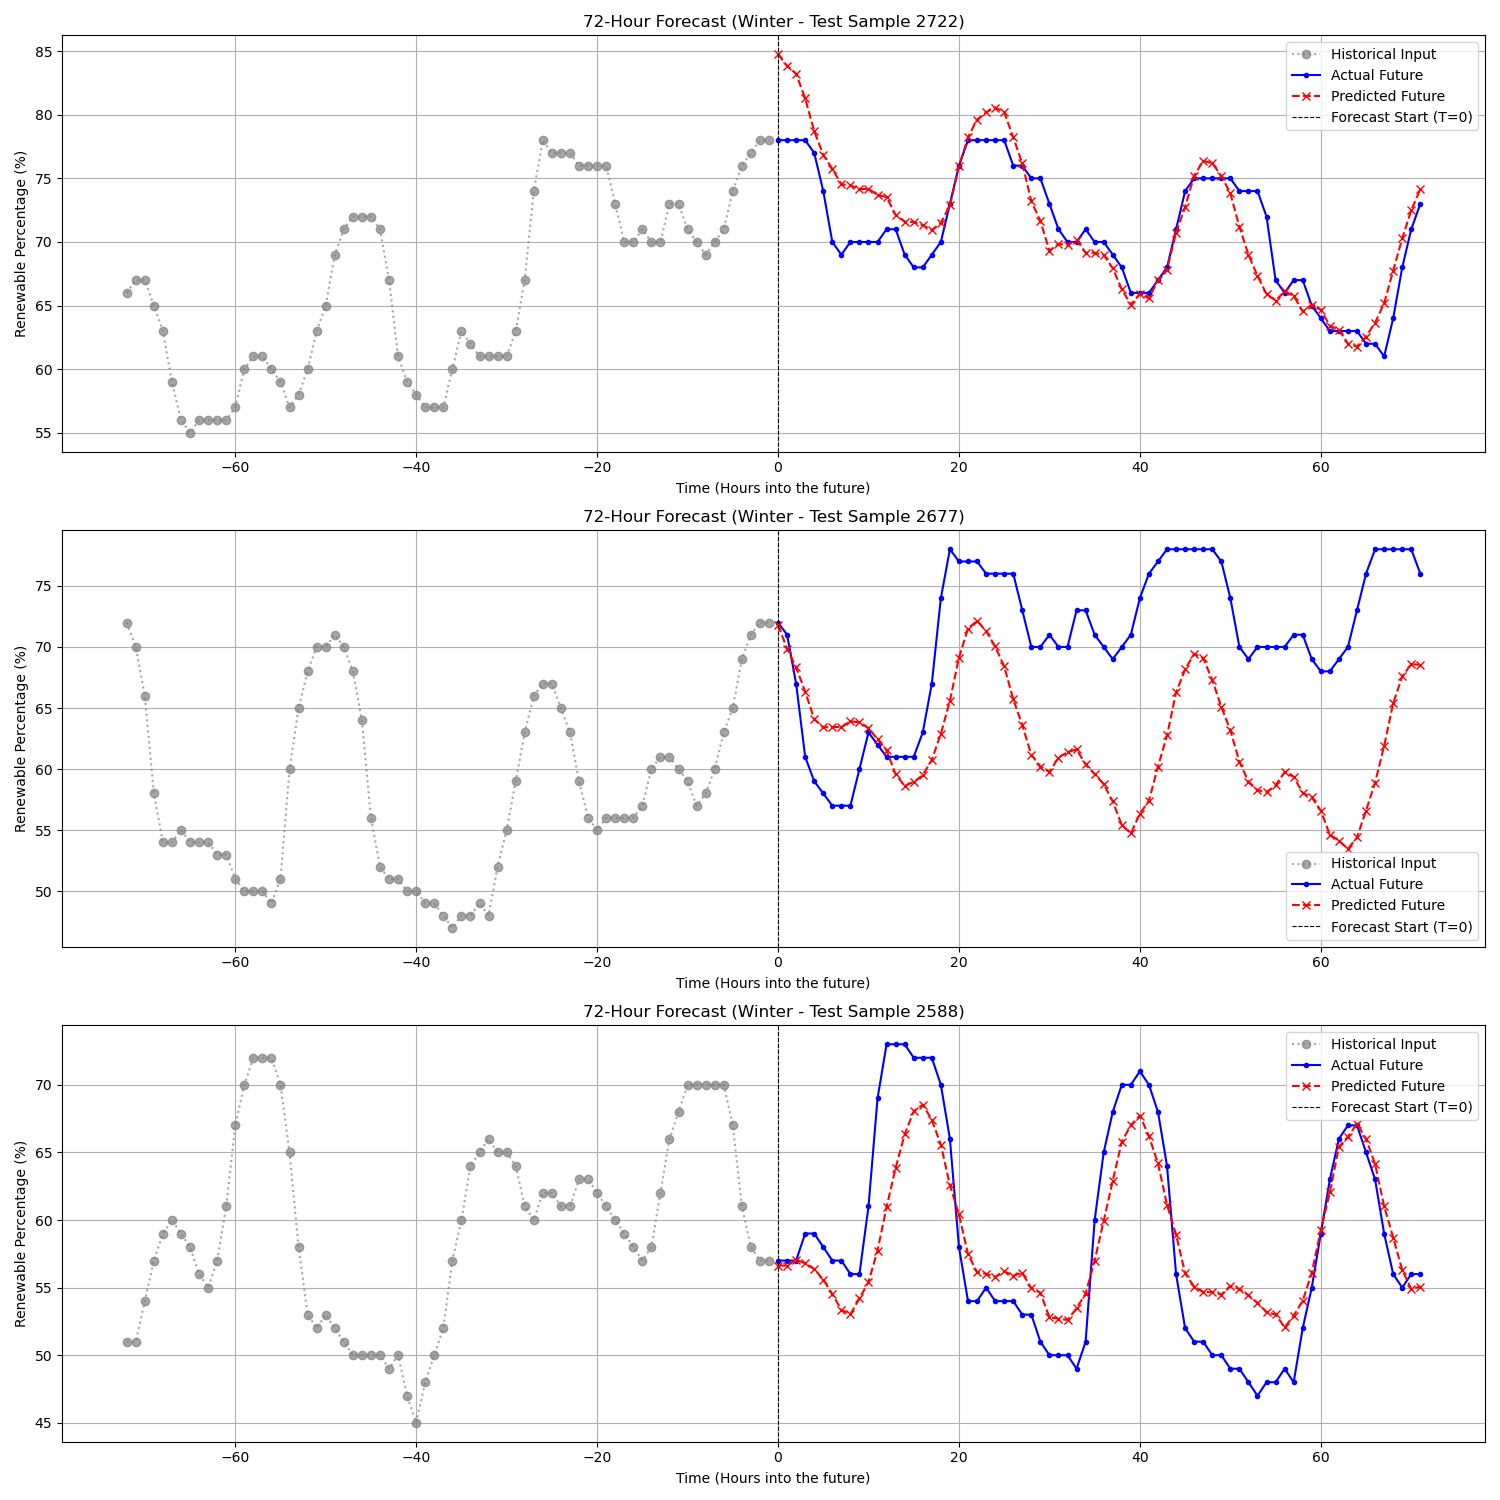 72-Hour Forecast (Winter - Test Sample 2722)
Renewable Percentage (%)
85
80
75
70
65
60
55
Historical Input
Actual Future
Predicted Future
Forecast Start (T=0)
−60 −40 −20 0 20 40 60
Time (Hours into the future)
72-Hour Forecast (Winter - Test Sample 2677)
Renewable Percentage (%)
75
70
65
60
55
50
Historical Input
Actual Future
Predicted Future
Forecast Start (T=0)
−60 −40 −20 0 20 40 60
Time (Hours into the future)
72-Hour Forecast (Winter - Test Sample 2588)
Renewable Percentage (%)
70
65
60
55
50
45
Historical Input
Actual Future
Predicted Future
Forecast Start (T=0)
−60 −40 −20 0 20 40 60
Time (Hours into the future)